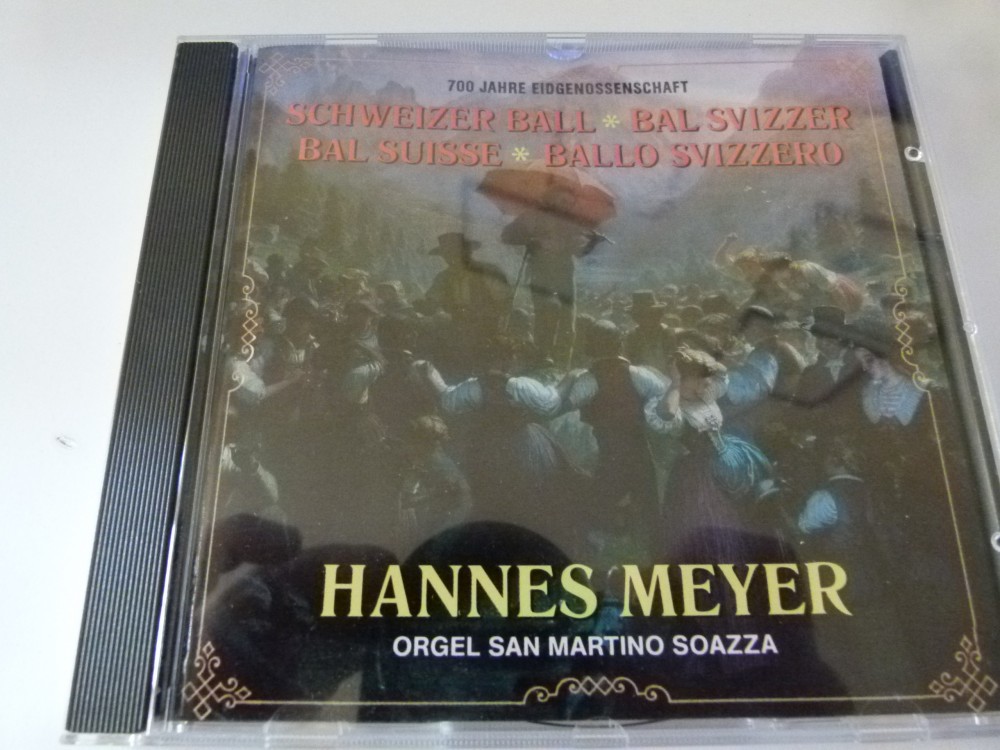 700 JAHRE EIDGENOSSENSCHAFT
SCHWEIZER BALL * BAL SVIZZER
BAL SUISSE * BALLO SVIZZERO
HANNES MEYER
ORGEL SAN MARTINO SOAZZA